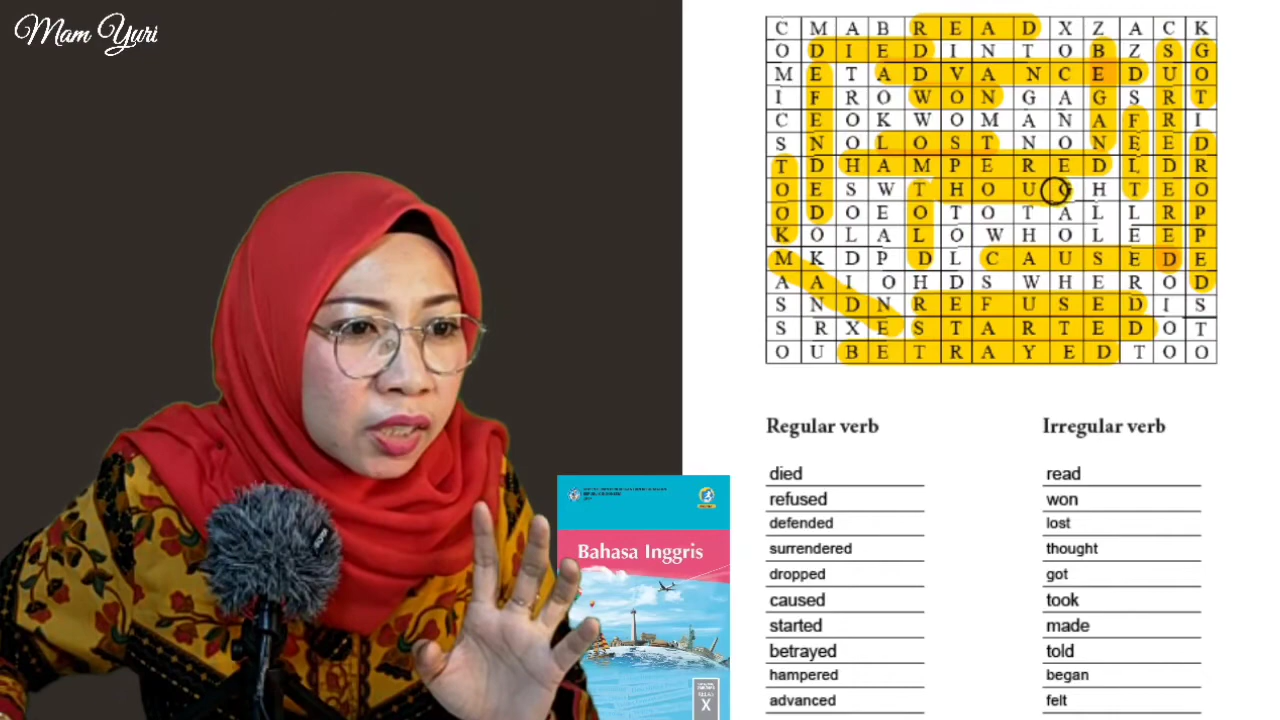 Mam Yuri
C M A B R E A D X Z A C K
O D I E D I N T O B Z S G
M E T A D V A N C E D U O
I F R O W O N G A G S R T
C E O K W O M A N A F R I
S N O L O S T N O N E E D
T D H A M P E R E D L D R
O E S W T H O U G H T E O
O D O E O T O T A L L R P
K O L A L O W H O L E E P
M K D P D L C A U S E D E
A A I O H D S W H E R O D
S N D N R E F U S E D I S
S R X E S T A R T E D O T
O U B E T R A Y E D T O O
Regular verb
died
refused
defended
surrendered
dropped
caused
started
betrayed
hampered
advanced
Irregular verb
read
won
lost
thought
got
took
made
told
began
felt
Bahasa Inggris
X